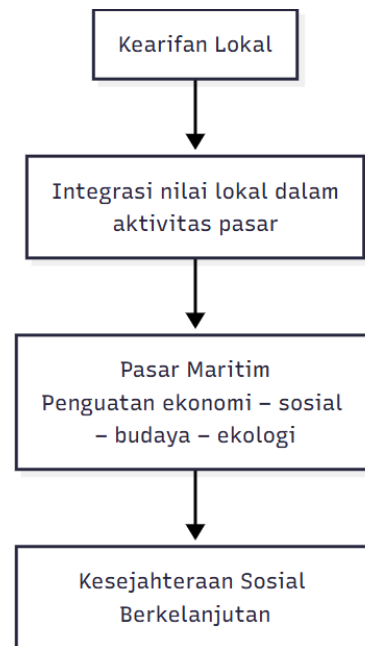 Kearifan Lokal
Integrasi nilai lokal dalam
aktivitas pasar
Pasar Maritim
Penguatan ekonomi – sosial
– budaya – ekologi
Kesejahteraan Sosial
Berkelanjutan